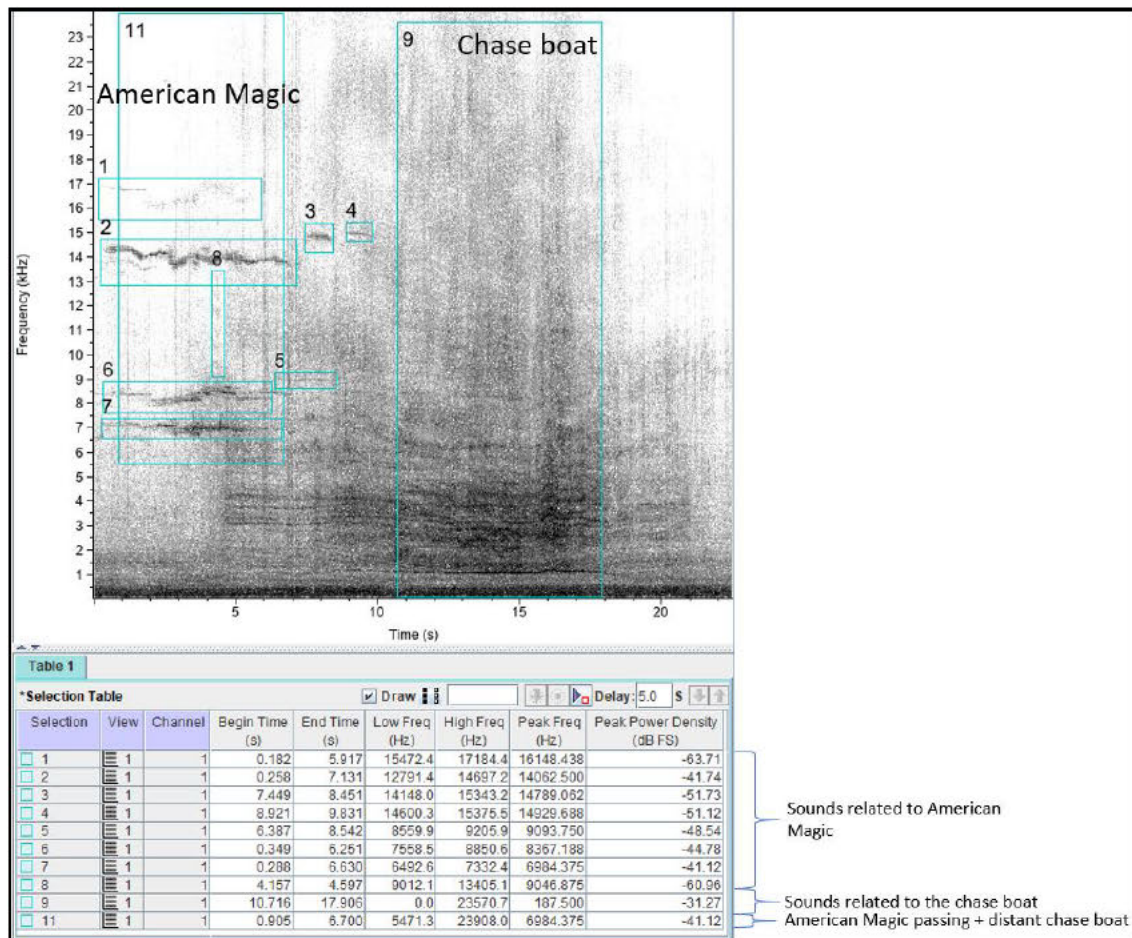 23
22
21
20
19
18
17
16
15
14
13
12
11
10
9
8
7
6
5
4
3
2
1
Frequency (kHz)
11
9
Chase boat
American Magic
1
2
3
4
8
5
6
7
5
10
15
20
Time (s)
Table 1
*Selection Table
Draw
Delay: 5.0 s
Selection View Channel Begin Time (s) End Time (s) Low Freq (Hz) High Freq (Hz) Peak Freq (Hz) Peak Power Density (dB FS)
1 1 1 0.182 5.917 15472.4 17184.4 16148.438 -63.71
2 1 1 0.258 7.131 12791.4 14697.2 14062.500 -41.74
3 1 1 7.449 8.451 14148.0 15343.2 14789.062 -51.73
4 1 1 8.921 9.831 14600.3 15375.5 14929.688 -51.12
5 1 1 6.387 8.542 8559.9 9205.9 9093.750 -48.54
6 1 1 0.349 6.251 7558.5 8850.6 8367.188 -44.78
7 1 1 0.288 6.630 6492.6 7332.4 6984.375 -41.12
8 1 1 4.157 4.597 9012.1 13405.1 9046.875 -60.96
9 1 1 10.716 17.906 0.0 23570.7 187.500 -31.27
11 1 1 0.905 6.700 5471.3 23908.0 6984.375 -41.12
Sounds related to American
Magic
Sounds related to the chase boat
American Magic passing + distant chase boat